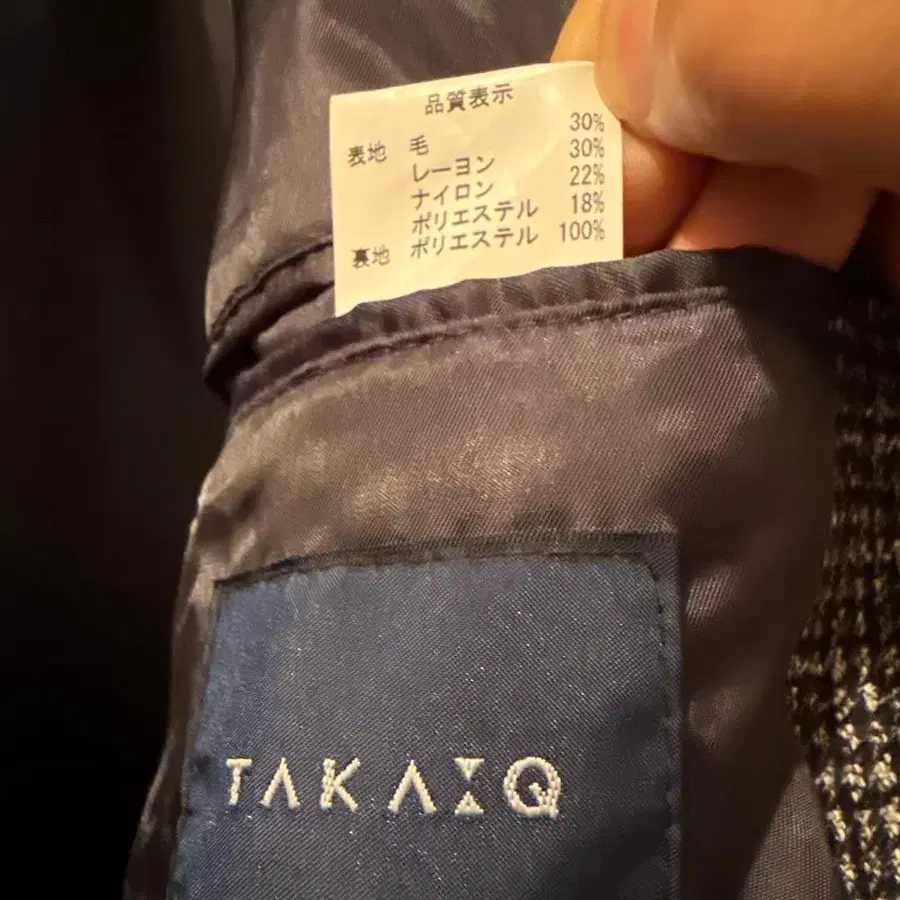 品質表示
表地 毛 30%
レーヨン 30%
ナイロン 22%
ポリエステル 18%
裏地 ポリエステル 100%
TAKAIQ